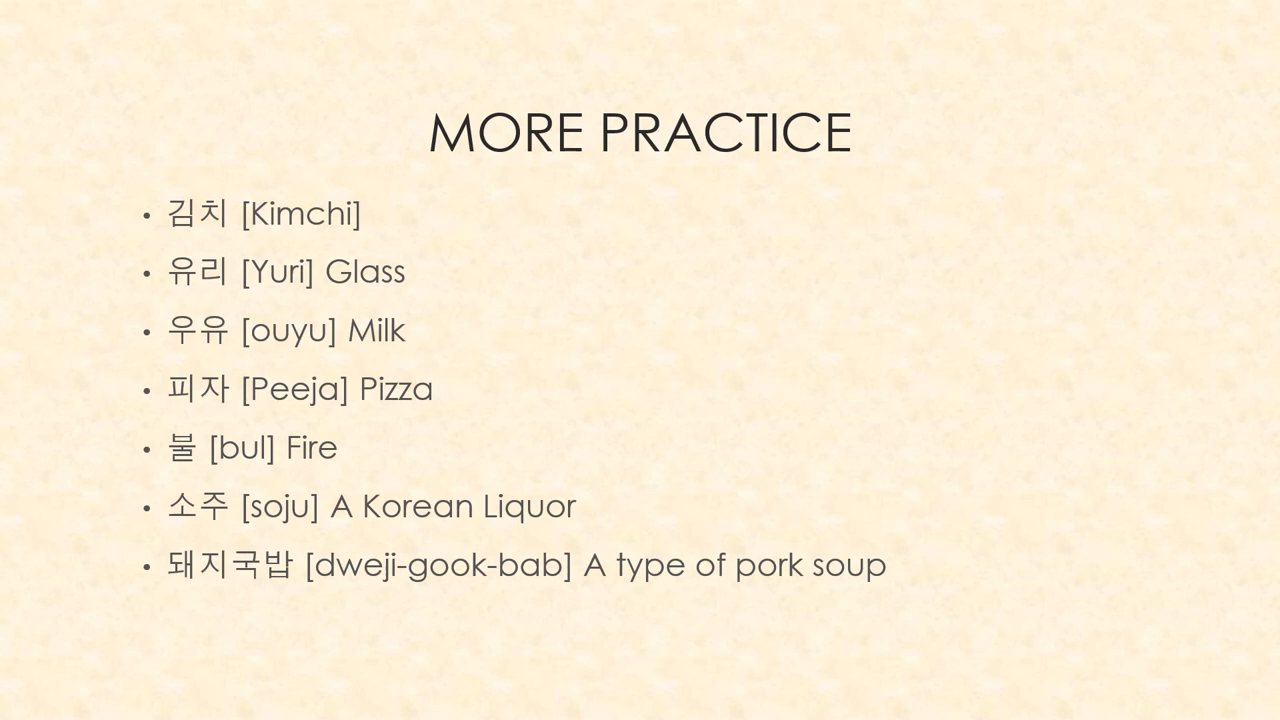 MORE PRACTICE
• 김치 [Kimchi]
• 유리 [Yuri] Glass
• 우유 [ouyu] Milk
• 피자 [Peeja] Pizza
• 불 [bul] Fire
• 소주 [soju] A Korean Liquor
• 돼지국밥 [dweji-gook-bab] A type of pork soup